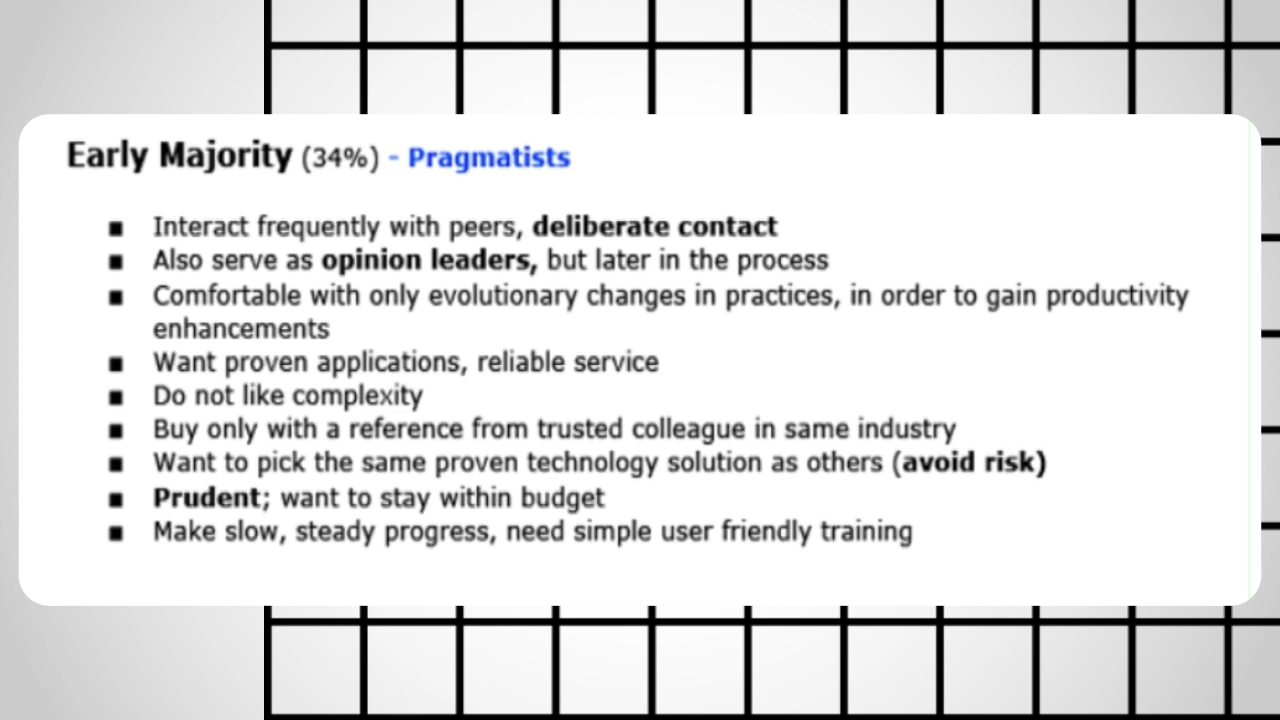 Early Majority (34%) - Pragmatists
▪ Interact frequently with peers, deliberate contact
▪ Also serve as opinion leaders, but later in the process
▪ Comfortable with only evolutionary changes in practices, in order to gain productivity
enhancements
▪ Want proven applications, reliable service
▪ Do not like complexity
▪ Buy only with a reference from trusted colleague in same industry
▪ Want to pick the same proven technology solution as others (avoid risk)
▪ Prudent; want to stay within budget
▪ Make slow, steady progress, need simple user friendly training